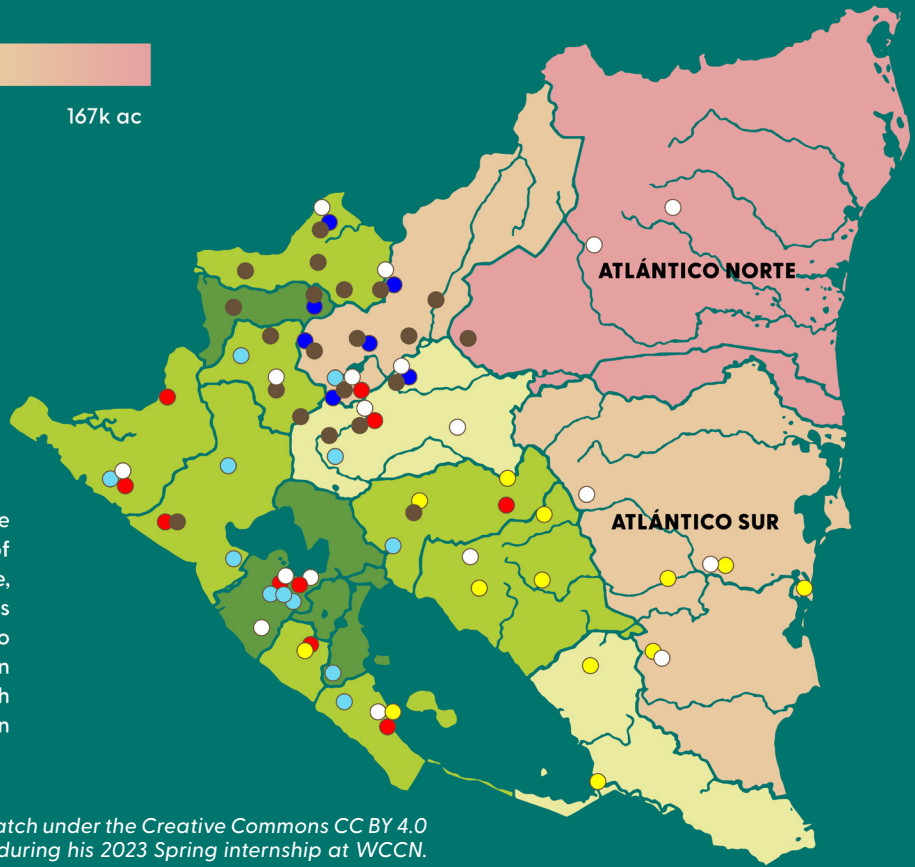 167k ac
ATLÁNTICO NORTE
ATLÁNTICO SUR
e
of
e,
s
o
n
h
n
atch under the Creative Commons CC BY 4.0
during his 2023 Spring internship at WCCN.